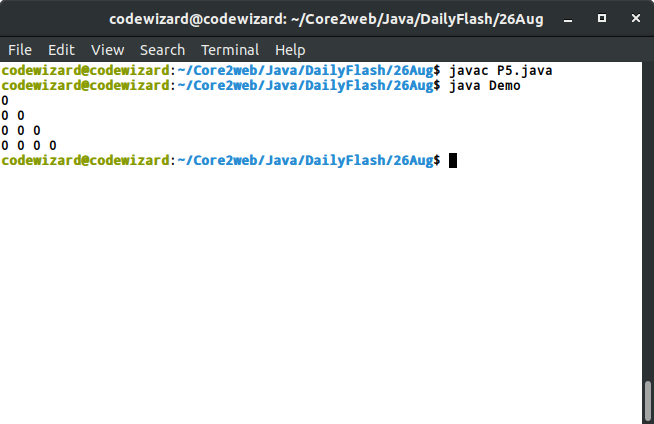 codewizard@codewizard: ~/Core2web/Java/DailyFlash/26Aug
File Edit View Search Terminal Help
codewizard@codewizard:~/Core2web/Java/DailyFlash/26Aug$ javac P5.java
codewizard@codewizard:~/Core2web/Java/DailyFlash/26Aug$ java Demo
0
0 0
0 0 0
0 0 0 0
codewizard@codewizard:~/Core2web/Java/DailyFlash/26Aug$